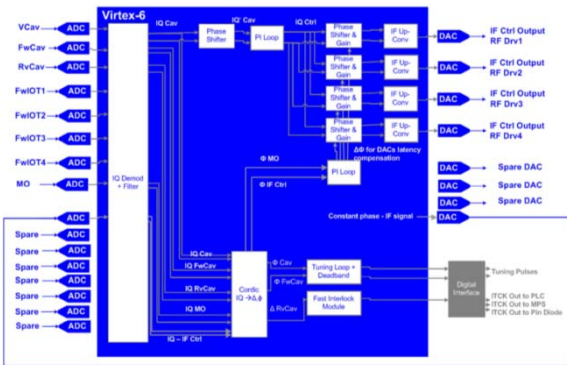 Virtex-6
VCav
ADC
FwCav
ADC
RvCav
ADC
FwIOT1
ADC
FwIOT2
ADC
FwIOT3
ADC
FwIOT4
ADC
MO
ADC
ADC
Spare
ADC
Spare
ADC
Spare
ADC
Spare
ADC
Spare
ADC
Spare
ADC
Spare
ADC
IQ Demod
+ Filter
IQ Cav
Phase
Shifter
IQ' Cav
PI Loop
IQ Ctrl
Phase
Shifter &
Gain
IF Up-
Conv
DAC
IF Ctrl Output
RF Drv1
Phase
Shifter &
Gain
IF Up-
Conv
DAC
IF Ctrl Output
RF Drv2
Phase
Shifter &
Gain
IF Up-
Conv
DAC
IF Ctrl Output
RF Drv3
Phase
Shifter &
Gain
IF Up-
Conv
DAC
IF Ctrl Output
RF Drv4
ΔΦ for DACs latency
compensation
Φ MO
PI Loop
Φ IF Ctrl
DAC
Spare DAC
DAC
Spare DAC
DAC
Spare DAC
Constant phase - IF signal
DAC
IQ Cav
IQ FwCav
IQ RvCav
IQ MO
IQ – IF Ctrl
Cordic
IQ →Δ,ϕ
Φ Cav
Φ FwCav
Δ RvCav
Tuning Loop +
Deadband
Fast Interlock
Module
Digital
Interface
Tuning Pulses
ITCK Out to PLC
ITCK Out to MPS
ITCK Out to Pin Diode